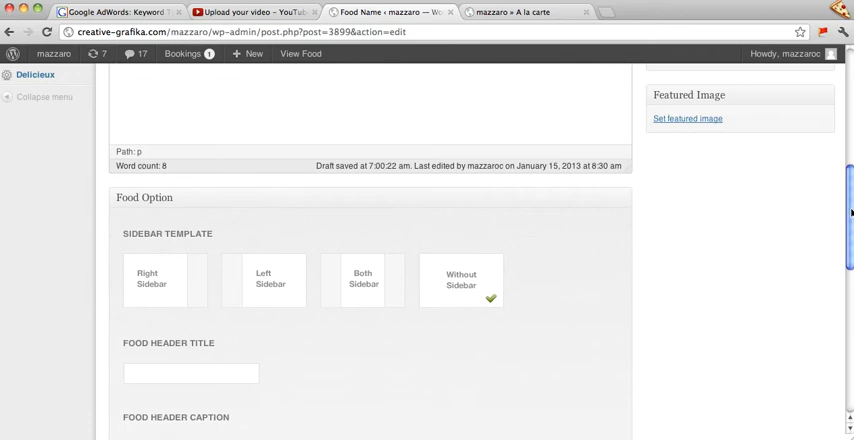 Google AdWords: Keyword T
Upload your video – YouTub
Food Name ‹ mazzaro — Wo
mazzaro » A la carte
creative-grafika.com/mazzaro/wp-admin/post.php?post=3899&action=edit
mazzaro
7
17
Bookings 1
+ New
View Food
Howdy, mazzaroc
Delicieux
Collapse menu
Featured Image
Set featured image
Path: p
Word count: 8
Draft saved at 7:00:22 am. Last edited by mazzaroc on January 15, 2013 at 8:30 am
Food Option
SIDEBAR TEMPLATE
Right
Sidebar
Left
Sidebar
Both
Sidebar
Without
Sidebar
FOOD HEADER TITLE
FOOD HEADER CAPTION